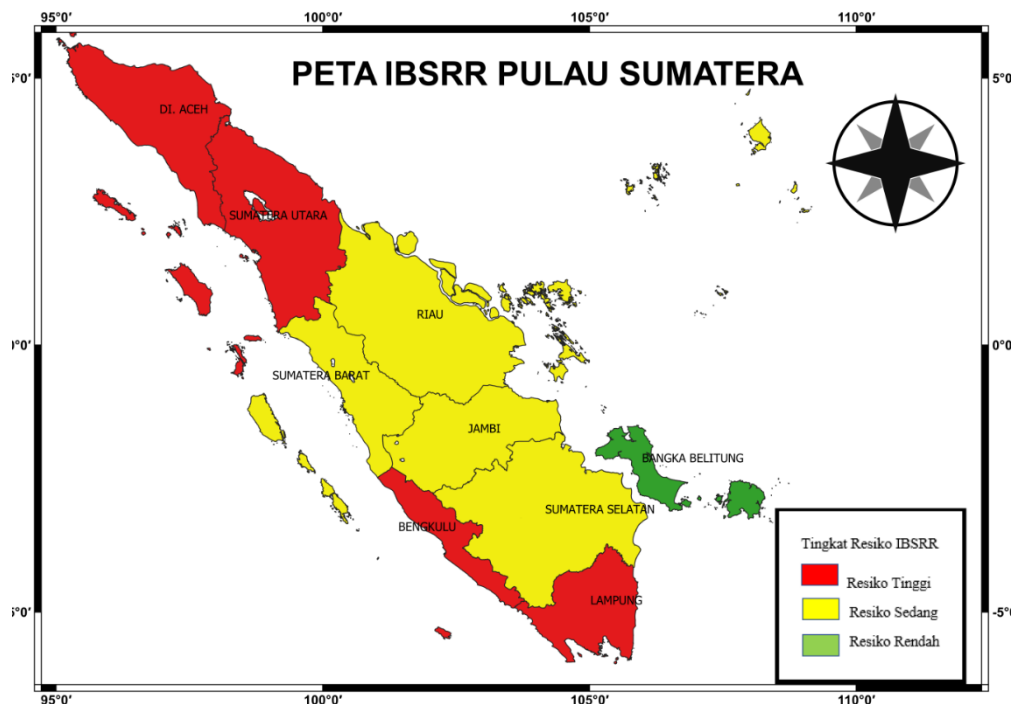 95°0' 100°0' 105°0' 110°0'
PETA IBSRR PULAU SUMATERA
5°0' 5°0'
DI. ACEH
SUMATERA UTARA
RIAU
0°0' 0°0'
SUMATERA BARAT
JAMBI
BANGKA BELITUNG
SUMATERA SELATAN
BENGKULU
Tingkat Resiko IBSRR
Resiko Tinggi
LAMPUNG
Resiko Sedang
5°0' -5°0'
Resiko Rendah
95°0' 100°0' 105°0' 110°0'